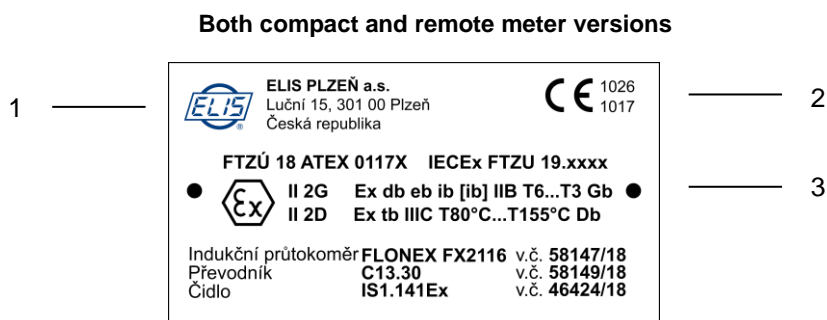 Both compact and remote meter versions
1
ELIS
®
ELIS PLZEŇ a.s.
Luční 15, 301 00 Plzeň
Česká republika
CE 1026
1017
2
FTZÚ 18 ATEX 0117X IECEx FTZU 19.xxxx
Ex
II 2G Ex db eb ib [ib] IIB T6...T3 Gb
II 2D Ex tb IIIC T80°C...T155°C Db
3
Indukční průtokoměr FLONEX FX2116 v.č. 58147/18
Převodník C13.30 v.č. 58149/18
Čidlo IS1.141Ex v.č. 46424/18